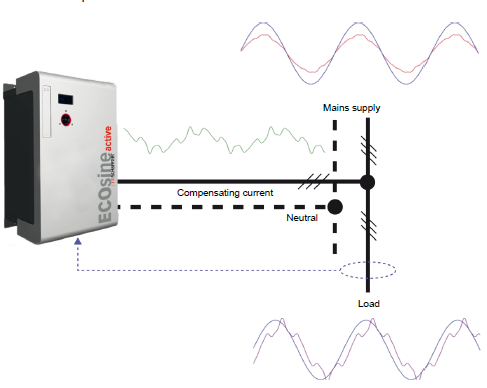 Mains supply
ECOsine active
Compensating current
Neutral
Load